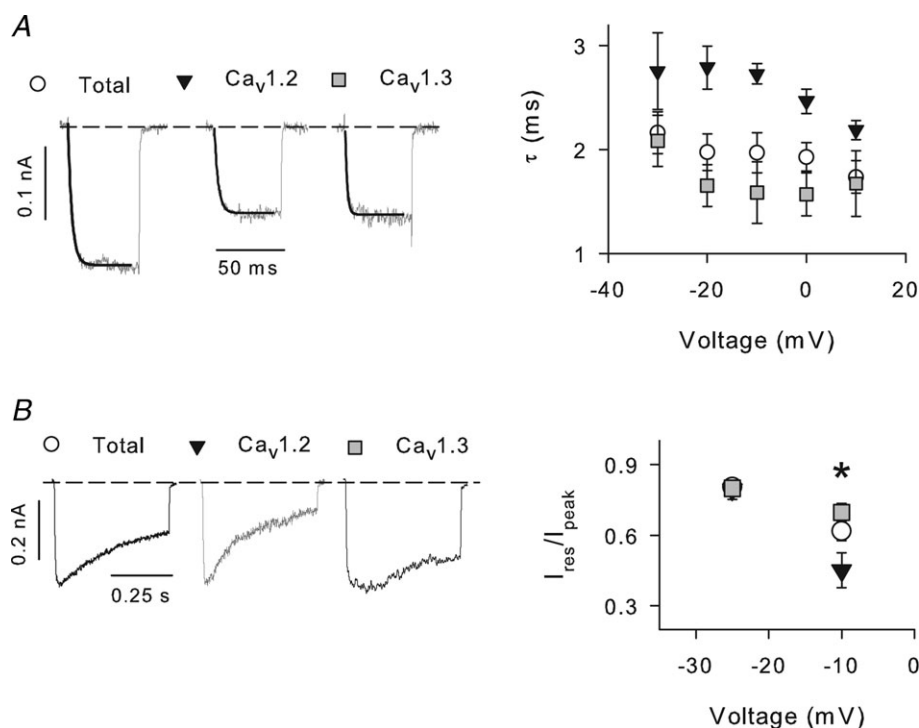 A
Total Cav1.2 Cav1.3
0.1 nA
50 ms
τ (ms)
3
2
1
-40 -20 0 20
Voltage (mV)
B
Total Cav1.2 Cav1.3
0.2 nA
0.25 s
Ires/Ipeak
0.9
*
0.6
0.3
-30 -20 -10 0
Voltage (mV)